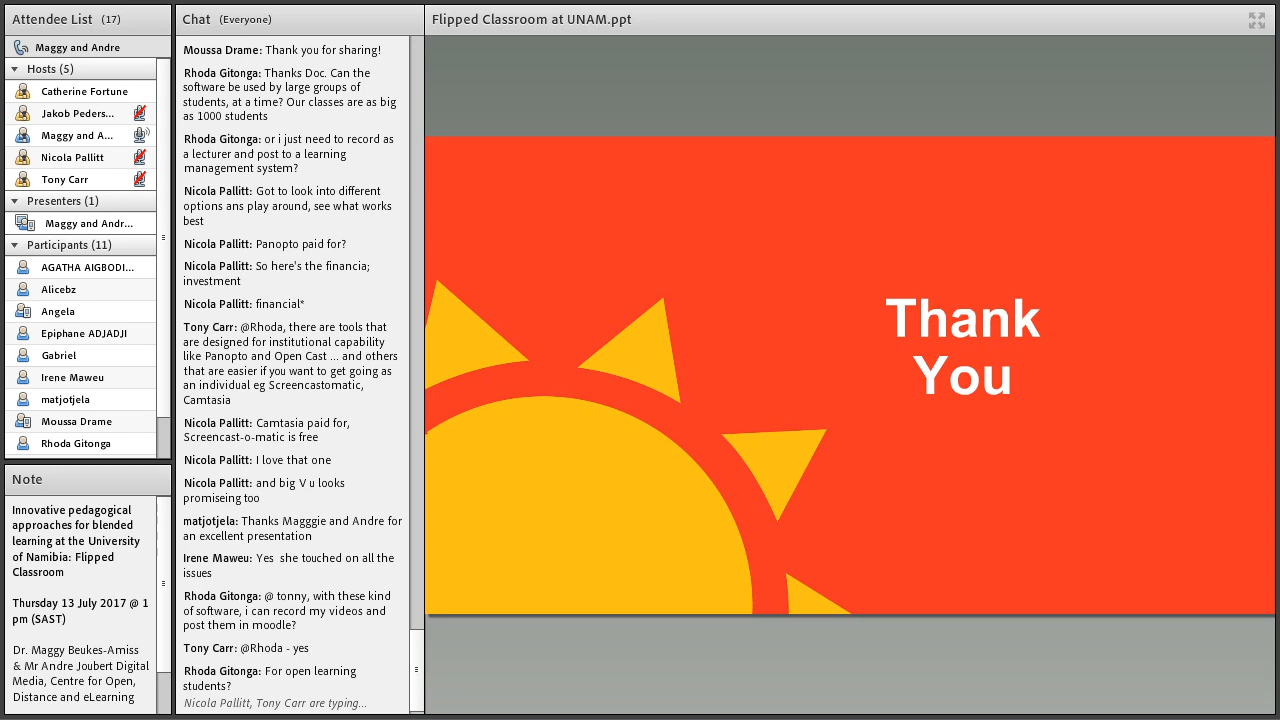 Attendee List (17)
Maggy and Andre
Hosts (5)
Catherine Fortune
Jakob Peders...
Maggy and A...
Nicola Pallitt
Tony Carr
Presenters (1)
Maggy and Andr...
Participants (11)
AGATHA AIGBODI...
Alicebz
Angela
Epiphane ADJADJI
Gabriel
Irene Maweu
matjotjela
Moussa Drame
Rhoda Gitonga
Note
Innovative pedagogical
approaches for blended
learning at the University
of Namibia: Flipped
Classroom
Thursday 13 July 2017 @ 1
pm (SAST)
Dr. Maggy Beukes-Amiss
& Mr Andre Joubert Digital
Media, Centre for Open,
Distance and eLearning
Chat (Everyone)
Moussa Drame: Thank you for sharing!
Rhoda Gitonga: Thanks Doc. Can the
software be used by large groups of
students, at a time? Our classes are as big
as 1000 students
Rhoda Gitonga: or i just need to record as
a lecturer and post to a learning
management system?
Nicola Pallitt: Got to look into different
options ans play around, see what works
best
Nicola Pallitt: Panopto paid for?
Nicola Pallitt: So here's the financia;
investment
Nicola Pallitt: financial*
Tony Carr: @Rhoda, there are tools that
are designed for institutional capability
like Panopto and Open Cast ... and others
that are easier if you want to get going as
an individual eg Screencastomatic,
Camtasia
Nicola Pallitt: Camtasia paid for,
Screencast-o-matic is free
Nicola Pallitt: I love that one
Nicola Pallitt: and big V u looks
promiseing too
matjotjela: Thanks Magggie and Andre for
an excellent presentation
Irene Maweu: Yes she touched on all the
issues
Rhoda Gitonga: @ tonny, with these kind
of software, i can record my videos and
post them in moodle?
Tony Carr: @Rhoda - yes
Rhoda Gitonga: For open learning
students?
Nicola Pallitt, Tony Carr are typing...
Flipped Classroom at UNAM.ppt
Thank
You